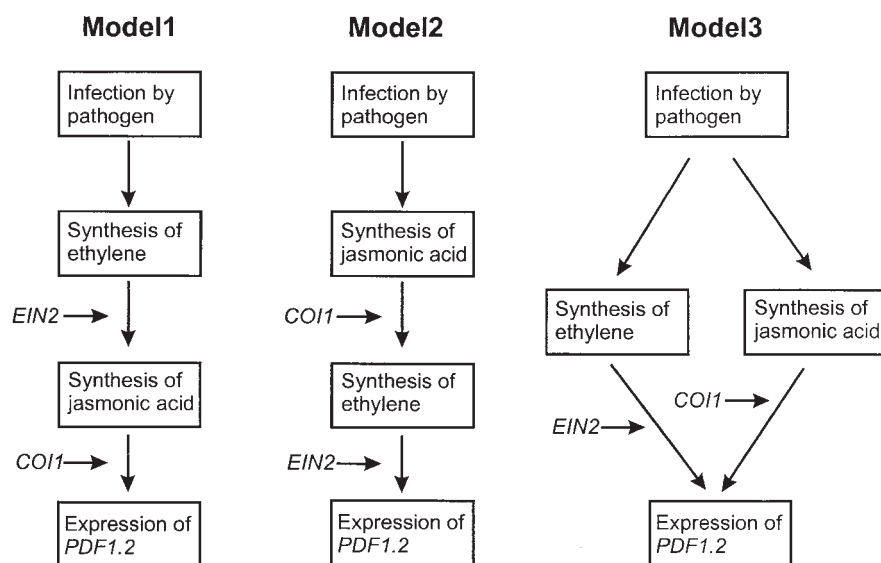 Model1
Infection by
pathogen
Synthesis of
ethylene
EIN2
Synthesis of
jasmonic acid
COI1
Expression of
PDF1.2
Model2
Infection by
pathogen
Synthesis of
jasmonic acid
COI1
Synthesis of
ethylene
EIN2
Expression of
PDF1.2
Model3
Infection by
pathogen
Synthesis of
ethylene
Synthesis of
jasmonic acid
COI1
EIN2
Expression of
PDF1.2